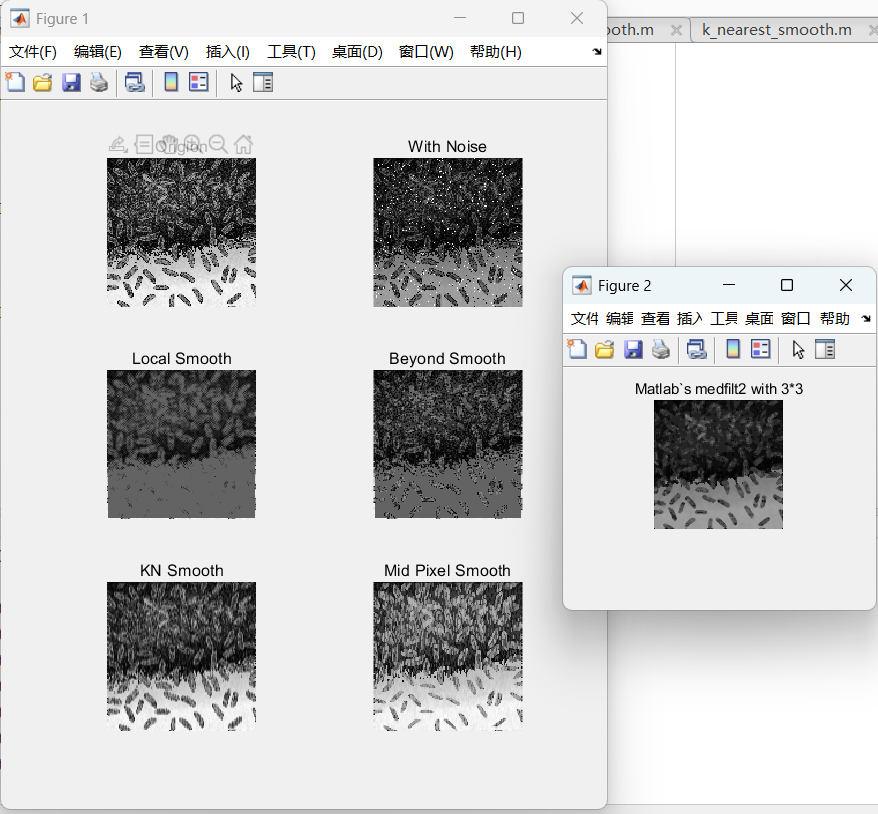 Figure 1
文件(F) 编辑(E) 查看(V) 插入(I) 工具(T) 桌面(D) 窗口(W) 帮助(H)
Origion
With Noise
Local Smooth
Beyond Smooth
KN Smooth
Mid Pixel Smooth
ooth.m
k_nearest_smooth.m
Figure 2
文件 编辑 查看 插入 工具 桌面 窗口 帮助
Matlab`s medfilt2 with 3*3